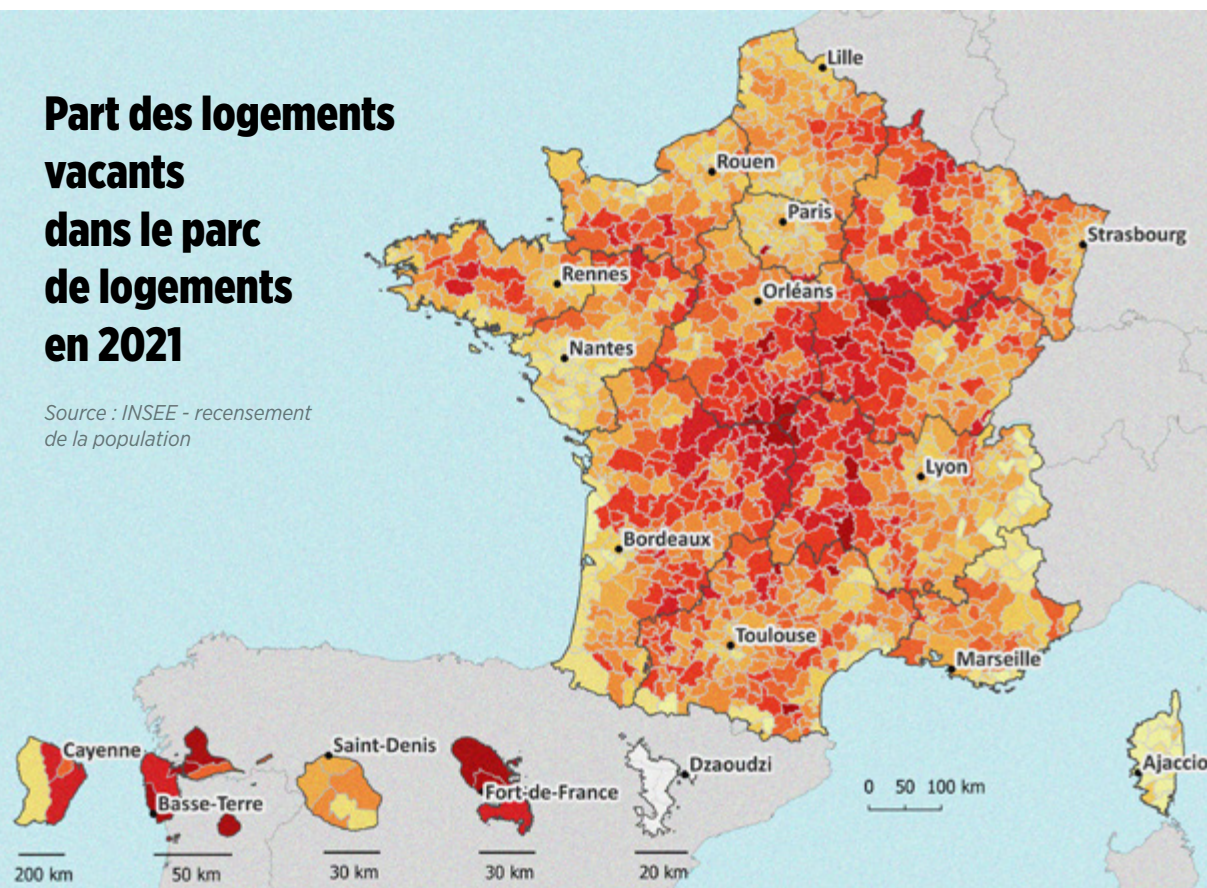 Part des logements
vacants
dans le parc
de logements
en 2021
Source : INSEE - recensement
de la population
Lille
Rouen
Paris
Strasbourg
Rennes
Orléans
Nantes
Lyon
Bordeaux
Toulouse
Marseille
Cayenne
Basse-Terre
Saint-Denis
Fort-de-France
Dzaoudzi
Ajaccio
0 50 100 km
200 km
50 km
30 km
30 km
20 km